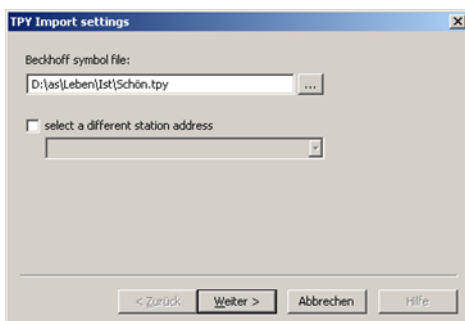 TPY Import settings
Beckhoff symbol file:
D:\as\Leben\Ist\Schön.tpy
...
select a different station address
< Zurück
Weiter >
Abbrechen
Hilfe